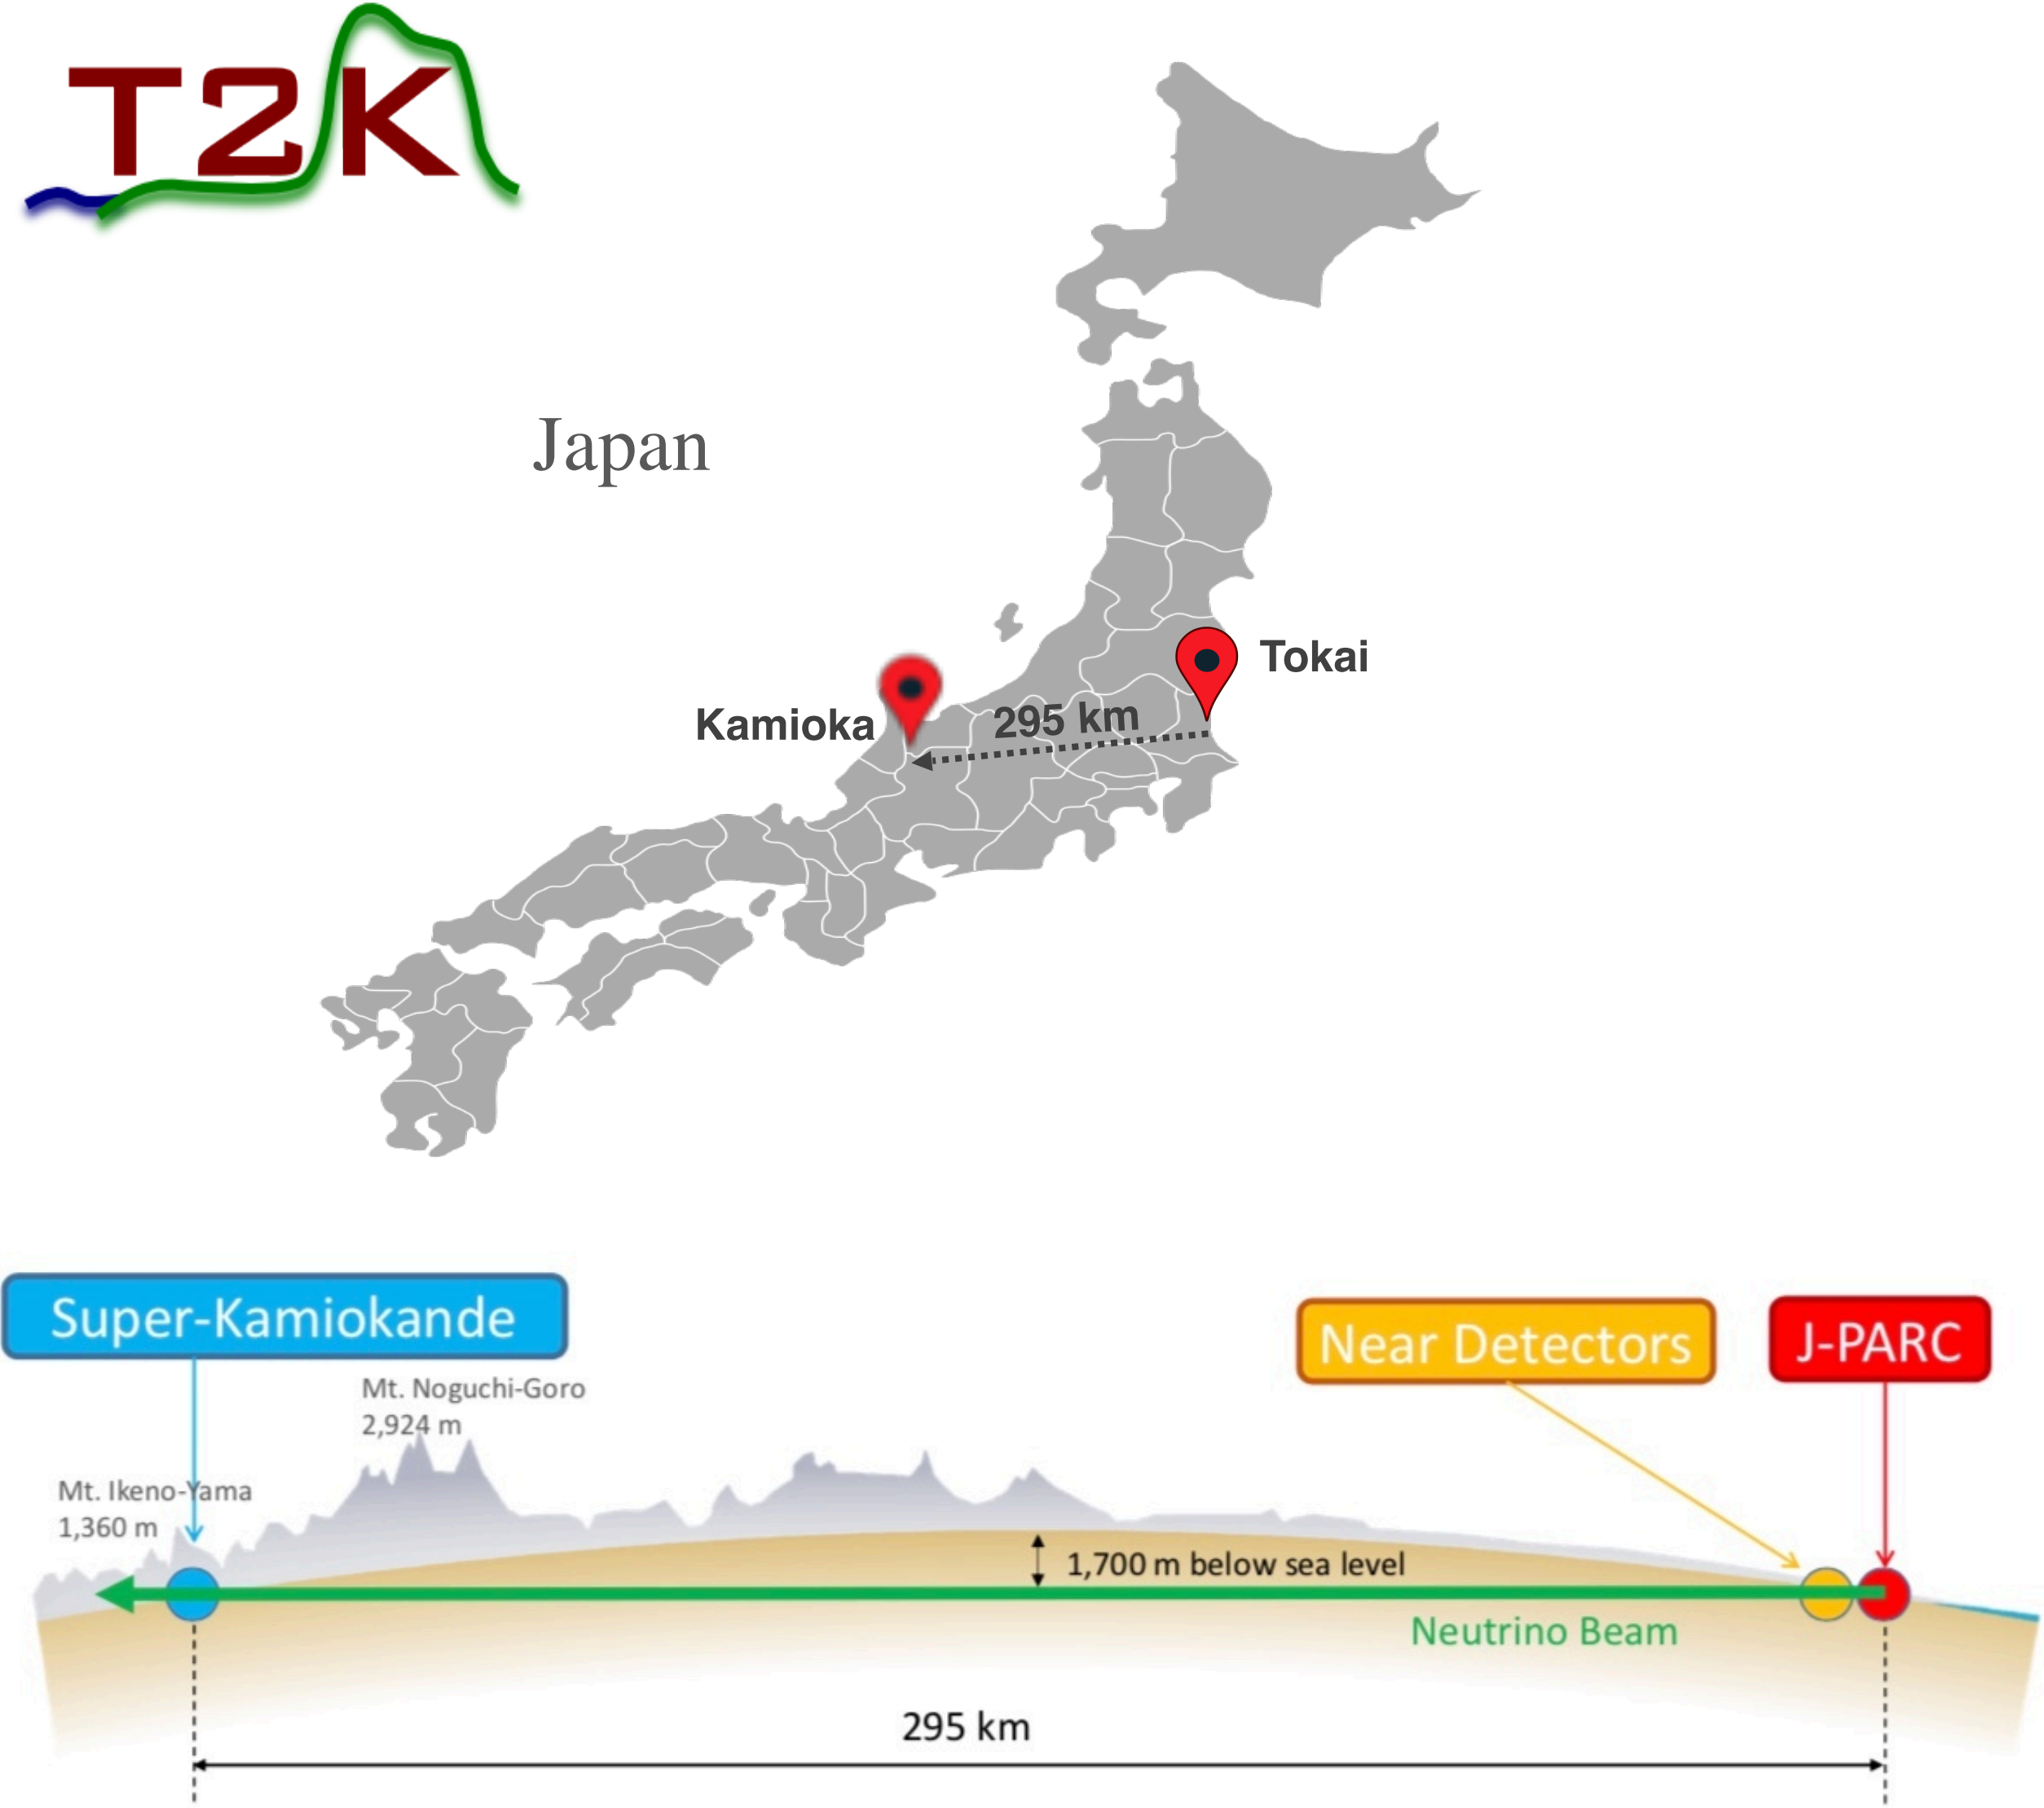 T2K
Japan
Tokai
Kamioka
295 km
Super-Kamiokande
Near Detectors
J-PARC
Mt. Noguchi-Goro
2,924 m
Mt. Ikeno-Yama
1,360 m
1,700 m below sea level
Neutrino Beam
295 km